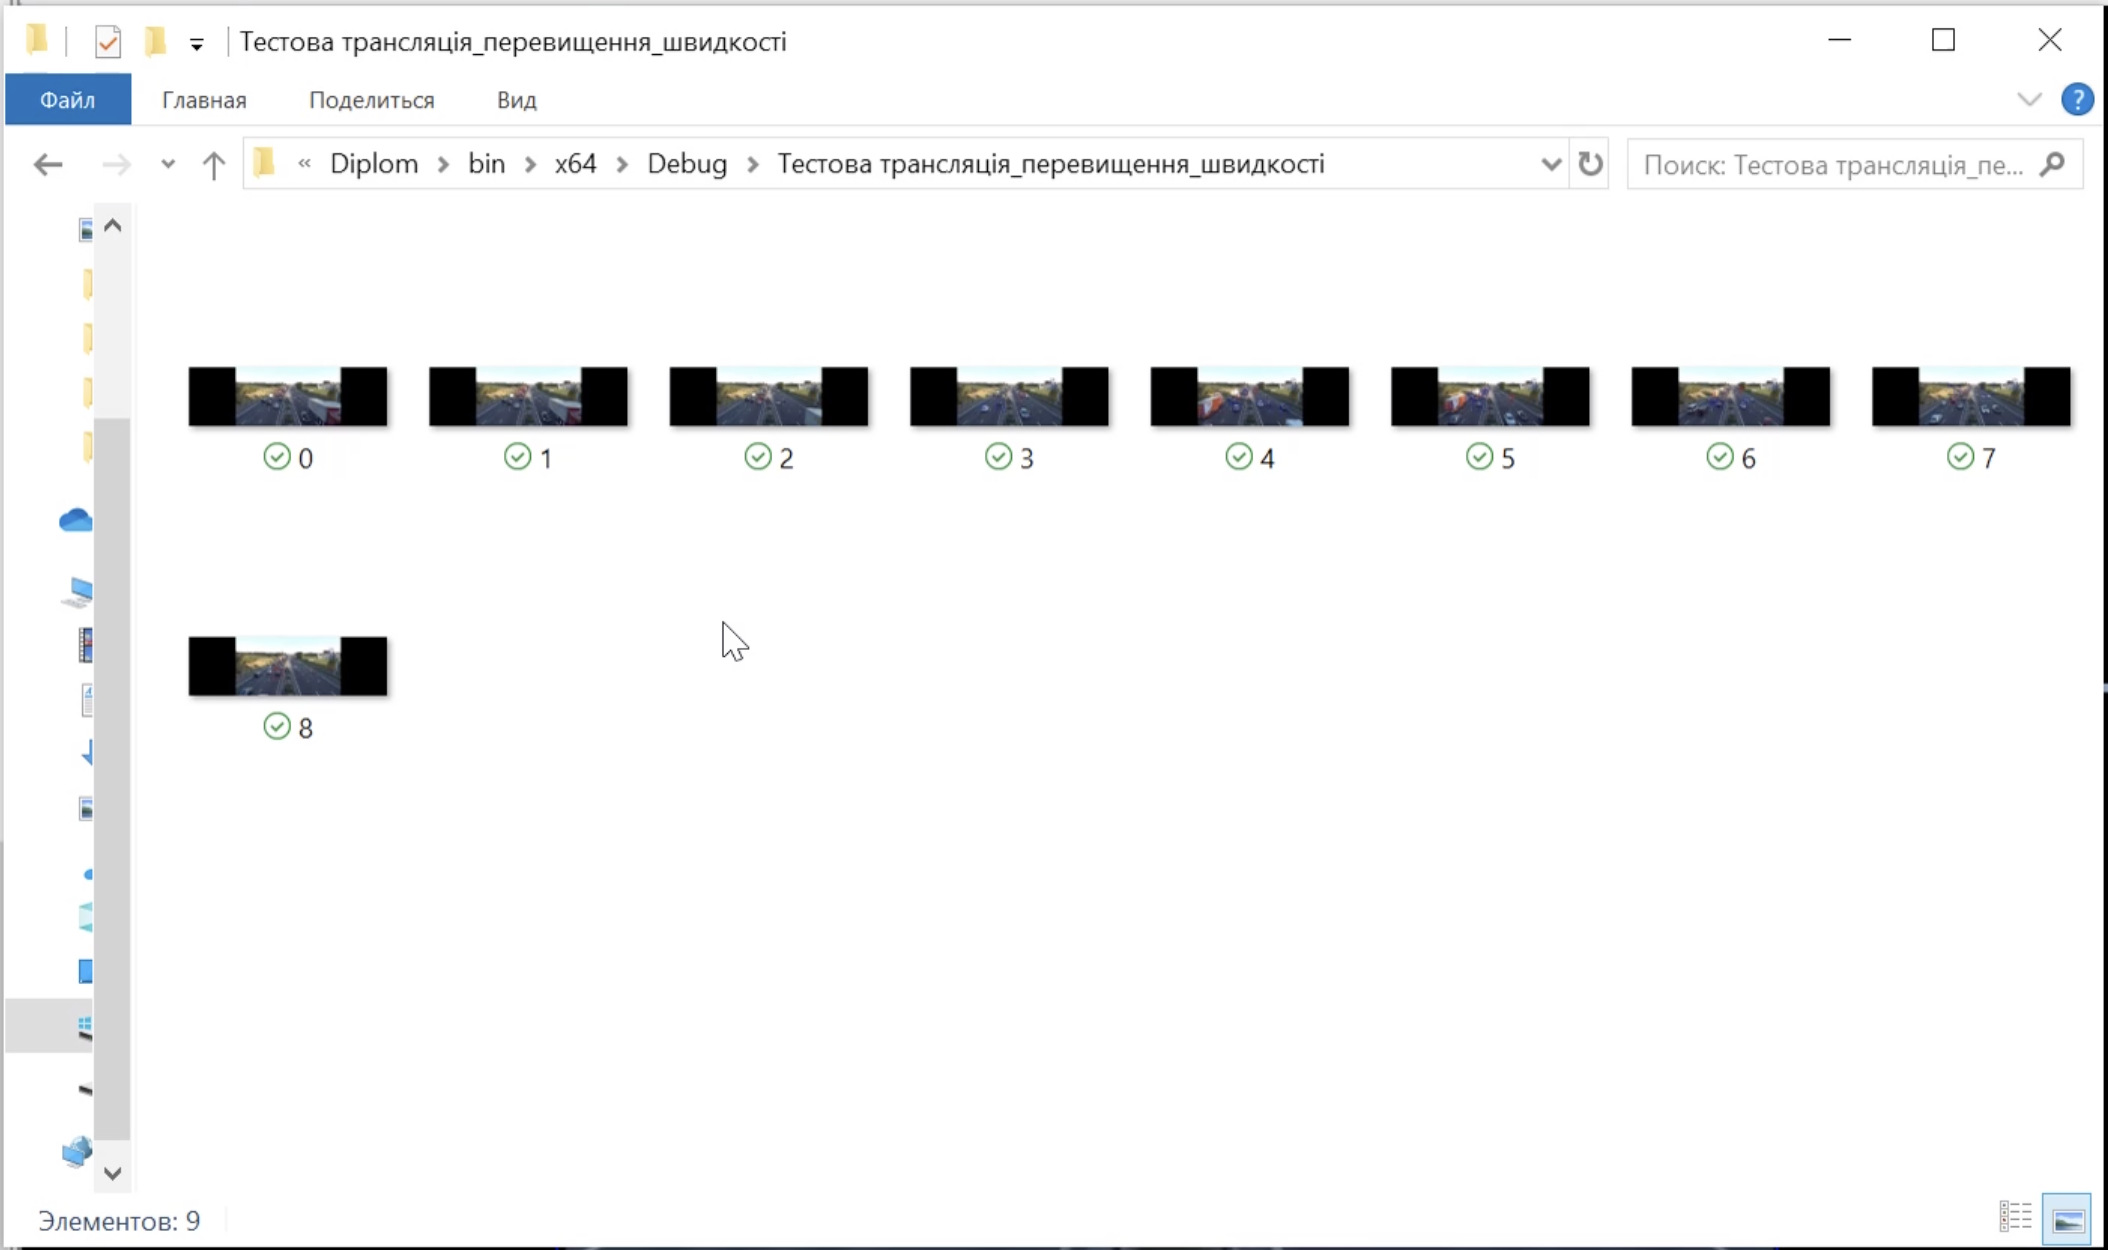 Тестова трансляція_перевищення_швидкості
Файл Главная Поделиться Вид ?
« Diplom > bin > x64 > Debug > Тестова трансляція_перевищення_швидкості Поиск: Тестова трансляція_пе...
0 1 2 3 4 5 6 7
8
Элементов: 9